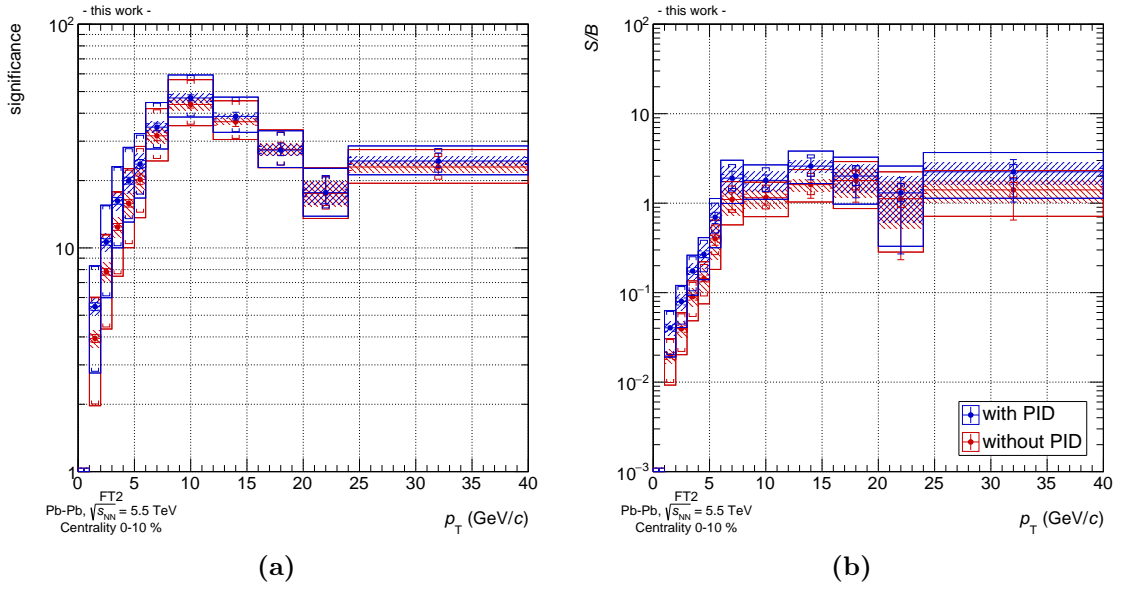 - this work -
significance
10²
10
1
0 5 10 15 20 25 30 35 40
FT2
Pb-Pb, √s_NN = 5.5 TeV
Centrality 0-10 %
p_T (GeV/c)
(a)
- this work -
S/B
10²
10
1
10⁻¹
10⁻²
10⁻³
0 5 10 15 20 25 30 35 40
with PID
without PID
FT2
Pb-Pb, √s_NN = 5.5 TeV
Centrality 0-10 %
p_T (GeV/c)
(b)